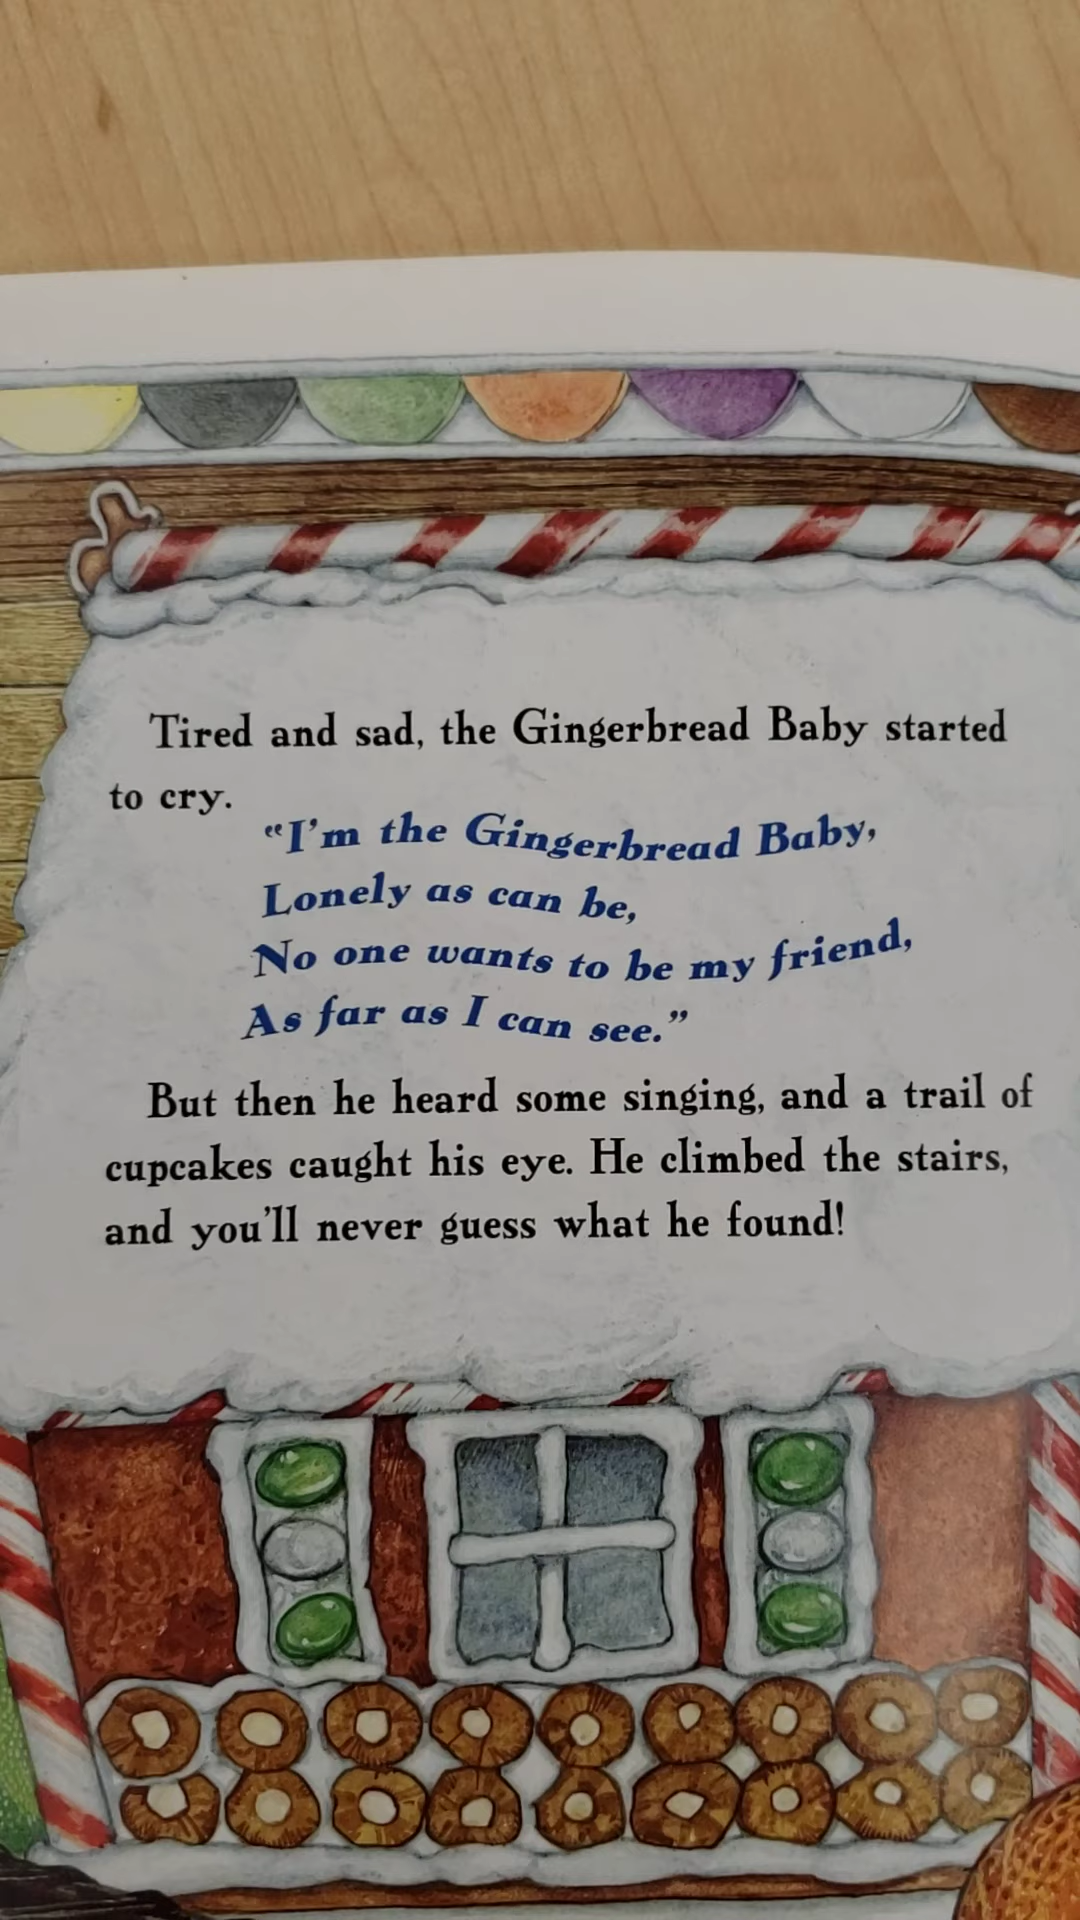 Tired and sad, the Gingerbread Baby started
to cry.
“I’m the Gingerbread Baby,
Lonely as can be,
No one wants to be my friend,
As far as I can see.”
But then he heard some singing, and a trail of
cupcakes caught his eye. He climbed the stairs,
and you’ll never guess what he found!